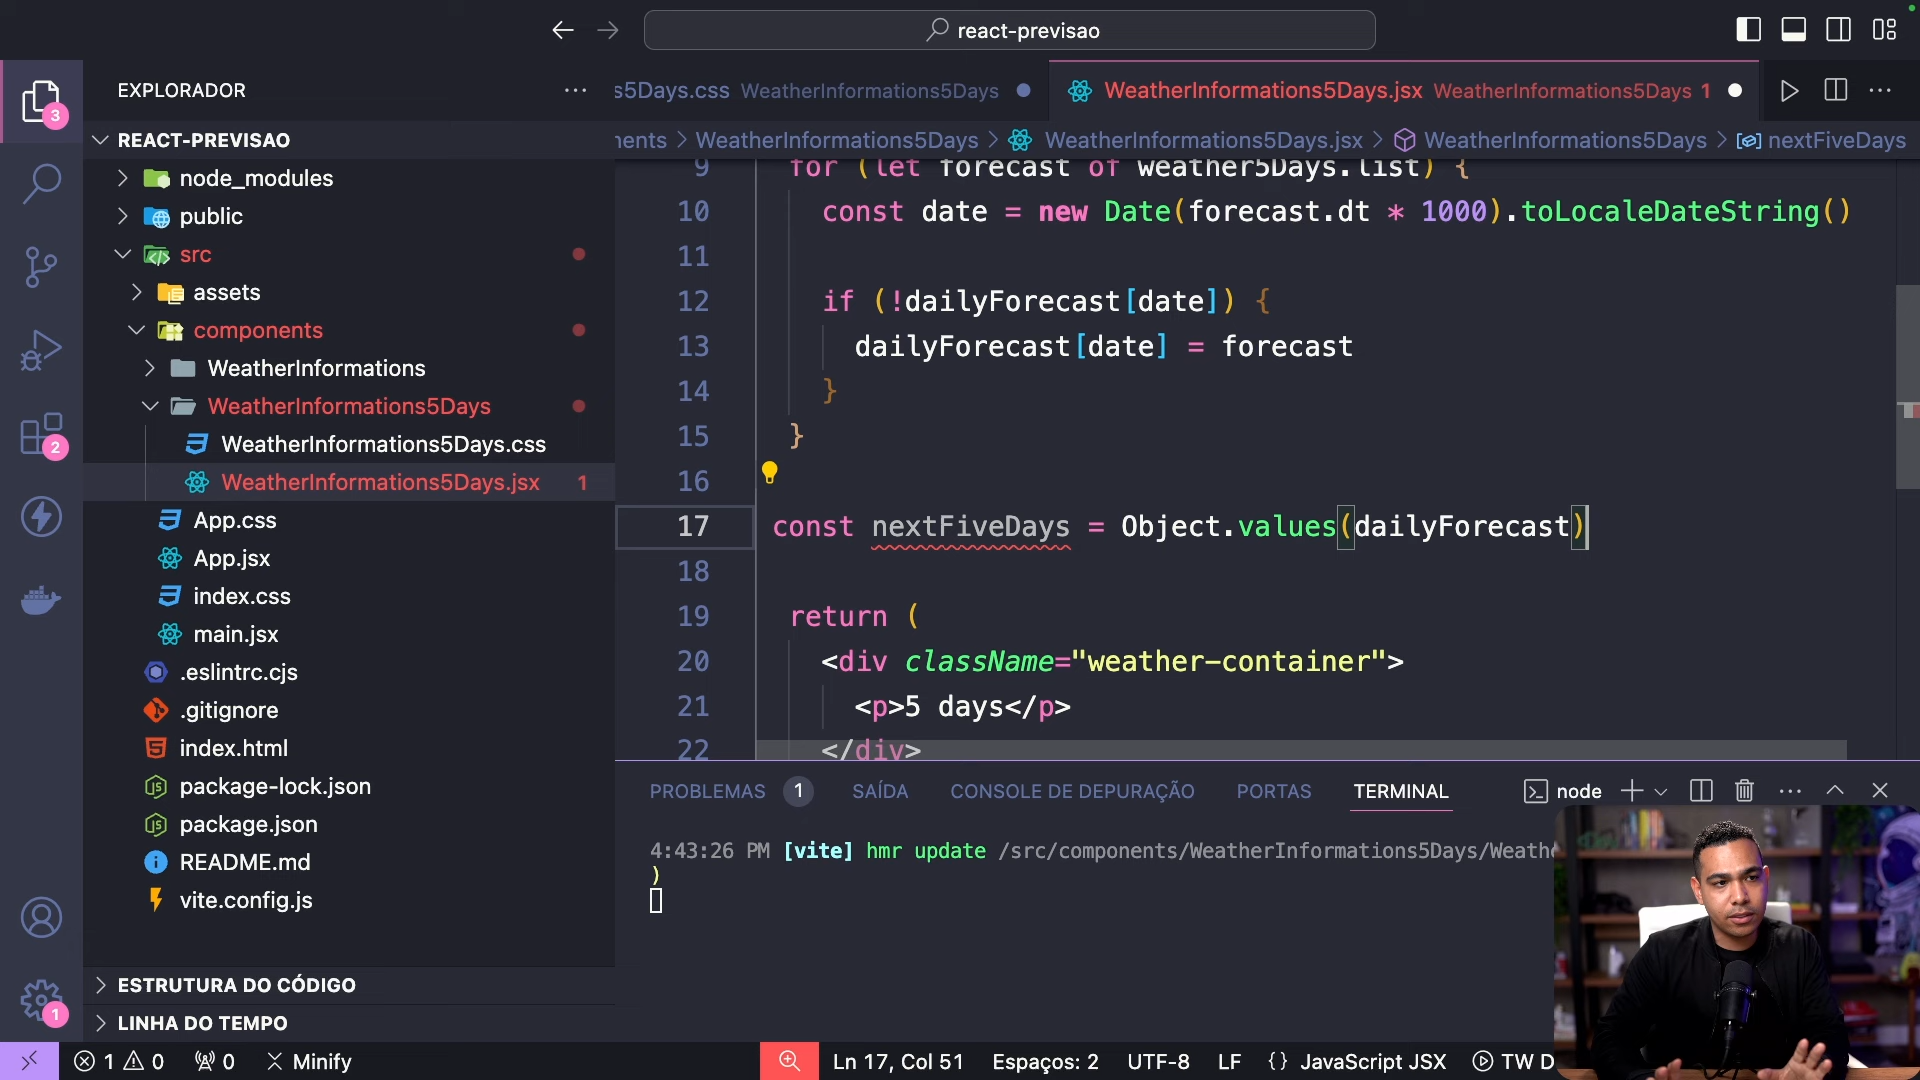 react-previsao
3
EXPLORADOR
s5Days.css WeatherInformations5Days
WeatherInformations5Days.jsx WeatherInformations5Days 1
REACT-PREVISAO
nents > WeatherInformations5Days > WeatherInformations5Days.jsx > WeatherInformations5Days > nextFiveDays
node_modules
public
src
assets
components
WeatherInformations
WeatherInformations5Days
WeatherInformations5Days.css
WeatherInformations5Days.jsx 1
App.css
App.jsx
index.css
main.jsx
.eslintrc.cjs
.gitignore
index.html
package-lock.json
package.json
README.md
vite.config.js
ESTRUTURA DO CÓDIGO
LINHA DO TEMPO
2
1
9 for (let forecast of weather5Days.list) {
10 const date = new Date(forecast.dt * 1000).toLocaleDateString()
11
12 if (!dailyForecast[date]) {
13 dailyForecast[date] = forecast
14 }
15 }
16
17 const nextFiveDays = Object.values(dailyForecast)
18
19 return (
20 <div className="weather-container">
21 <p>5 days</p>
22 </div>
PROBLEMAS 1 SAÍDA CONSOLE DE DEPURAÇÃO PORTAS TERMINAL node
4:43:26 PM [vite] hmr update /src/components/WeatherInformations5Days/Weathe
)
1 0 0 Minify Ln 17, Col 51 Espaços: 2 UTF-8 LF {} JavaScript JSX TW D